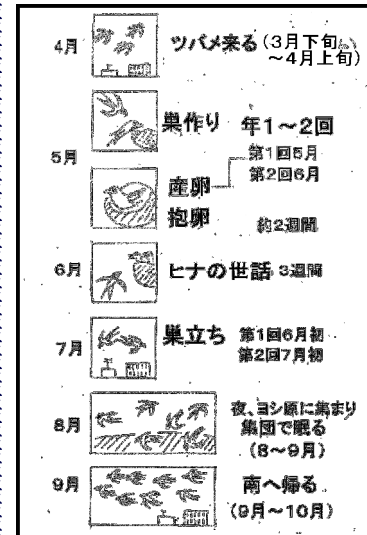 4月
ツバメ来る(3月下旬
～4月上旬)
5月
巣作り 年1～2回
第1回5月
第2回6月
産卵
抱卵 約2週間
6月
ヒナの世話 3週間
7月
巣立ち 第1回6月初
第2回7月初
8月
夜、ヨシ原に集まり
集団で眠る
(8～9月)
9月
南へ帰る
(9月～10月)